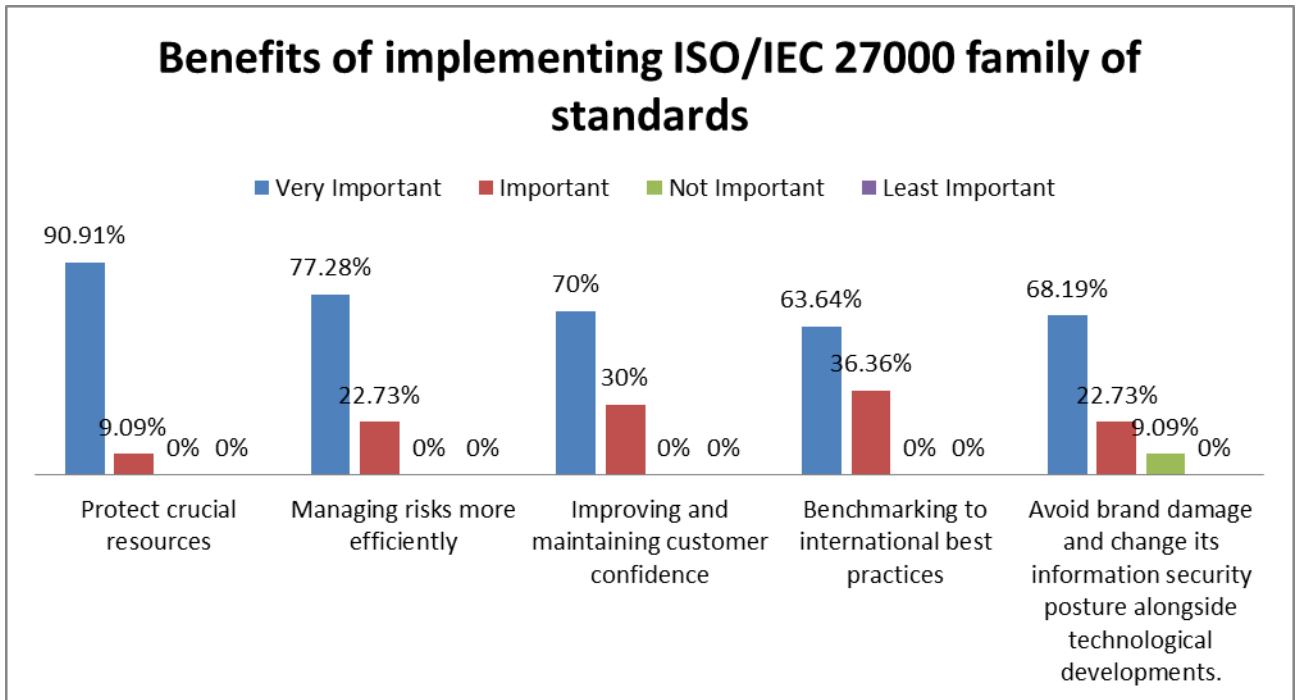 Benefits of implementing ISO/IEC 27000 family of
standards
Very Important
Important
Not Important
Least Important
90.91%
9.09%
0%
0%
77.28%
22.73%
0%
0%
70%
30%
0%
0%
63.64%
36.36%
0%
0%
68.19%
22.73%
9.09%
0%
Protect crucial
resources
Managing risks more
efficiently
Improving and
maintaining customer
confidence
Benchmarking to
international best
practices
Avoid brand damage
and change its
information security
posture alongside
technological
developments.